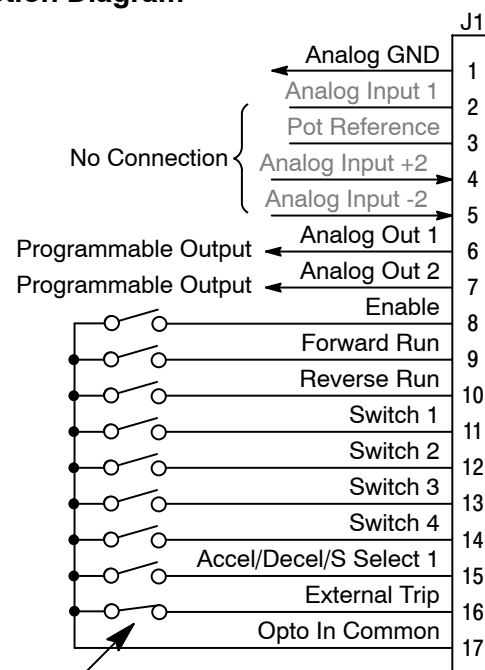 ction Diagram
J1
Analog GND 1
Analog Input 1 2
Pot Reference 3
No Connection
Analog Input +2 4
Analog Input -2 5
Programmable Output Analog Out 1 6
Programmable Output Analog Out 2 7
Enable 8
Forward Run 9
Reverse Run 10
Switch 1 11
Switch 2 12
Switch 3 13
Switch 4 14
Accel/Decel/S Select 1 15
External Trip 16
Opto In Common 17